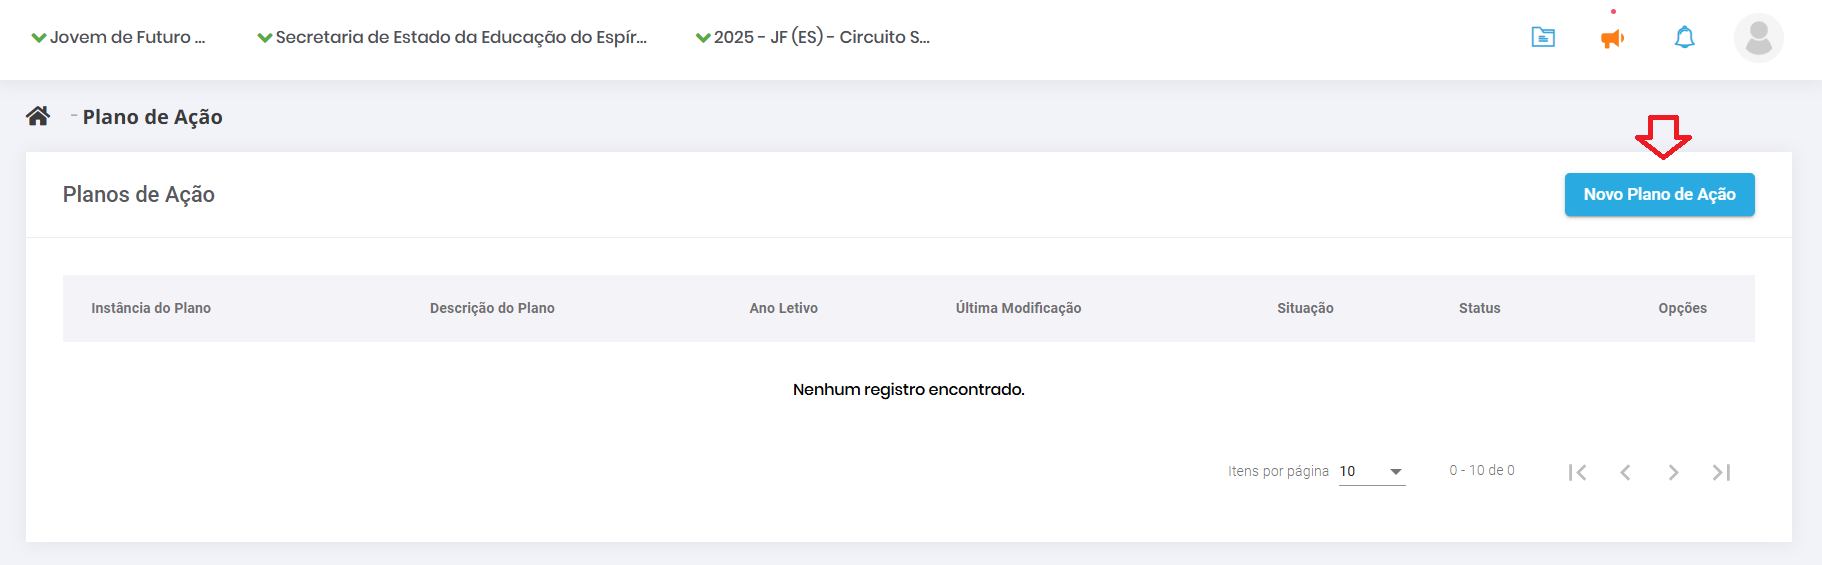 Jovem de Futuro ...
Secretaria de Estado da Educação do Espír...
2025 - JF (ES) - Circuito S...
- Plano de Ação
Planos de Ação
Novo Plano de Ação
Instância do Plano Descrição do Plano Ano Letivo Última Modificação Situação Status Opções
Nenhum registro encontrado.
Itens por página 10 0 - 10 de 0